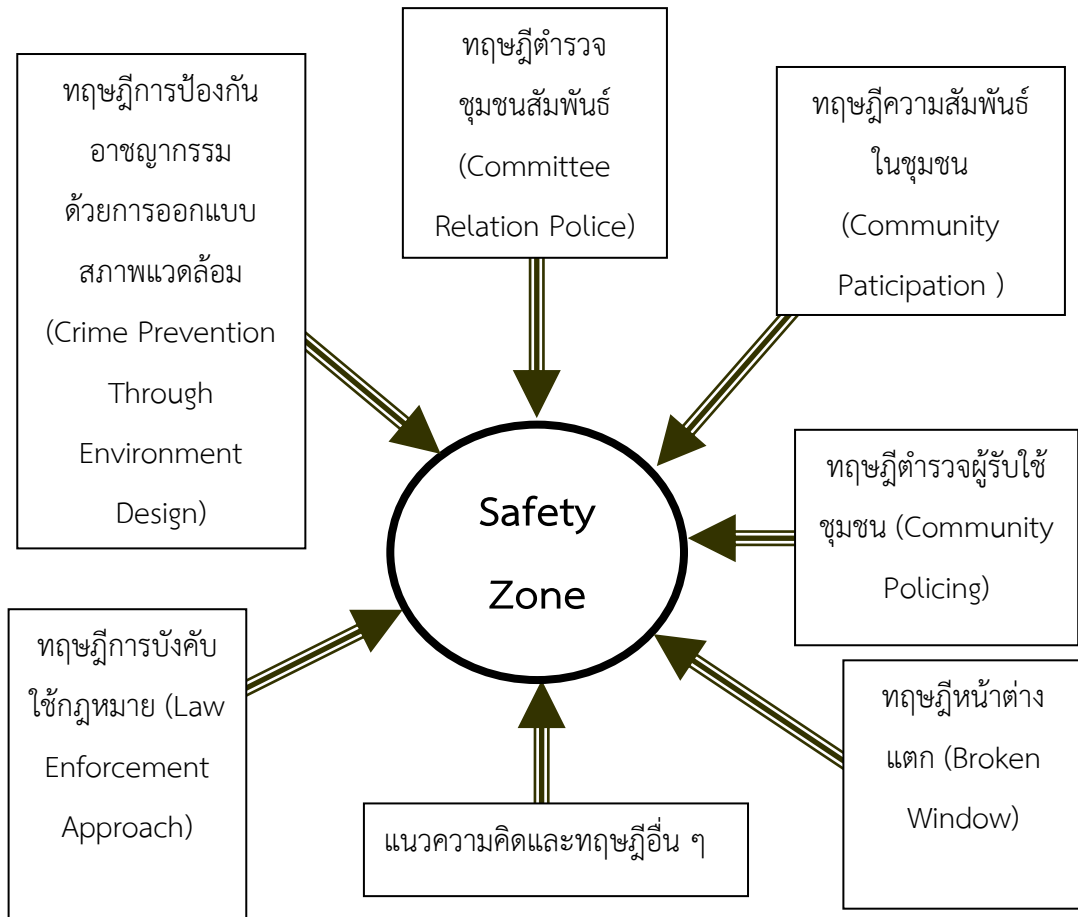 ทฤษฎีการป้องกัน
อาชญากรรม
ด้วยการออกแบบ
สภาพแวดล้อม
(Crime Prevention
Through
Environment
Design)
ทฤษฎีตำรวจ
ชุมชนสัมพันธ์
(Committee
Relation Police)
ทฤษฎีความสัมพันธ์
ในชุมชน
(Community
Paticipation )
Safety
Zone
ทฤษฎีตำรวจผู้รับใช้
ชุมชน (Community
Policing)
ทฤษฎีการบังคับ
ใช้กฎหมาย (Law
Enforcement
Approach)
แนวความคิดและทฤษฎีอื่น ๆ
ทฤษฎีหน้าต่าง
แตก (Broken
Window)